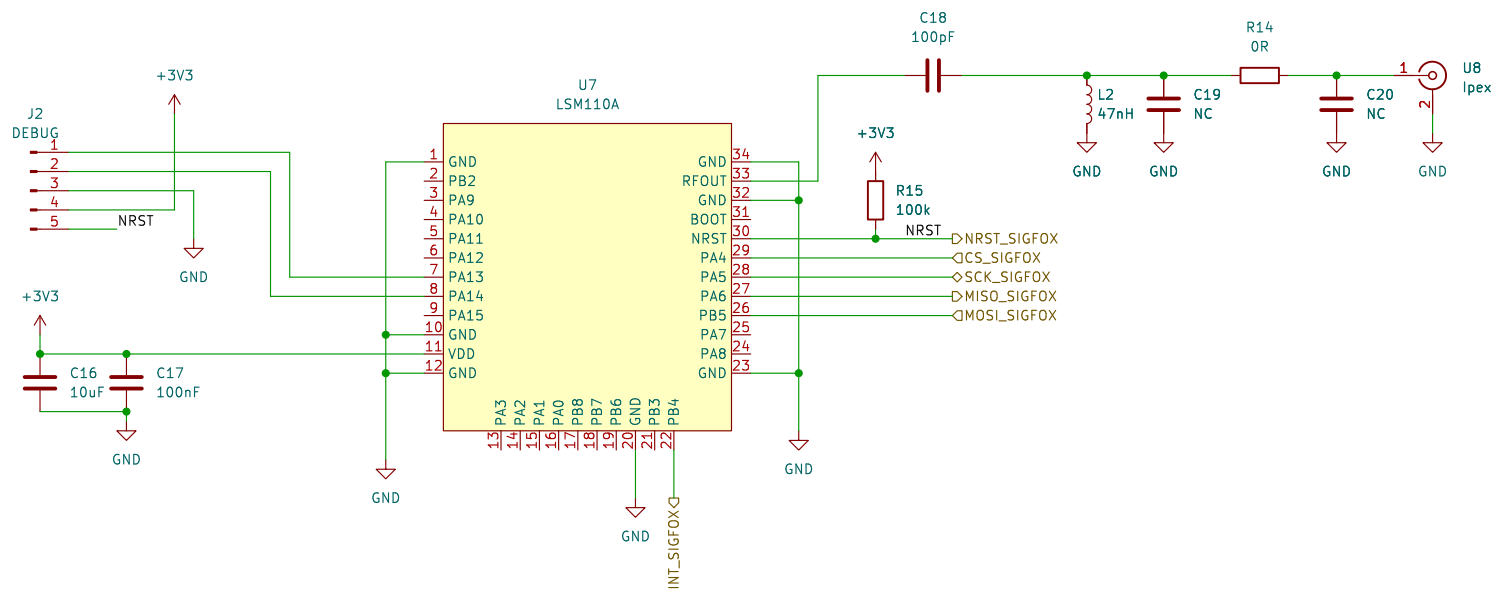 C18
100pF
R14
0R
+3V3
J2
DEBUG
1
2
3
4
5
NRST
GND
U7
LSM110A
1 GND
2 PB2
3 PA9
4 PA10
5 PA11
6 PA12
7 PA13
8 PA14
9 PA15
10 GND
11 VDD
12 GND
GND 34
RFOUT 33
GND 32
BOOT 31
NRST 30
PA4 29
PA5 28
PA6 27
PB5 26
PA7 25
PA8 24
GND 23
13 PA3
14 PA2
15 PA1
16 PA0
17 PB8
18 PB7
19 PB6
20 GND
21 PB3
22 PB4
+3V3
R15
100k
NRST
NRST_SIGFOX
CS_SIGFOX
SCK_SIGFOX
MISO_SIGFOX
MOSI_SIGFOX
L2
47nH
GND
C19
NC
GND
C20
NC
GND
1
2
U8
Ipex
GND
+3V3
C16
10uF
C17
100nF
GND
GND
GND
INT_SIGFOX
GND